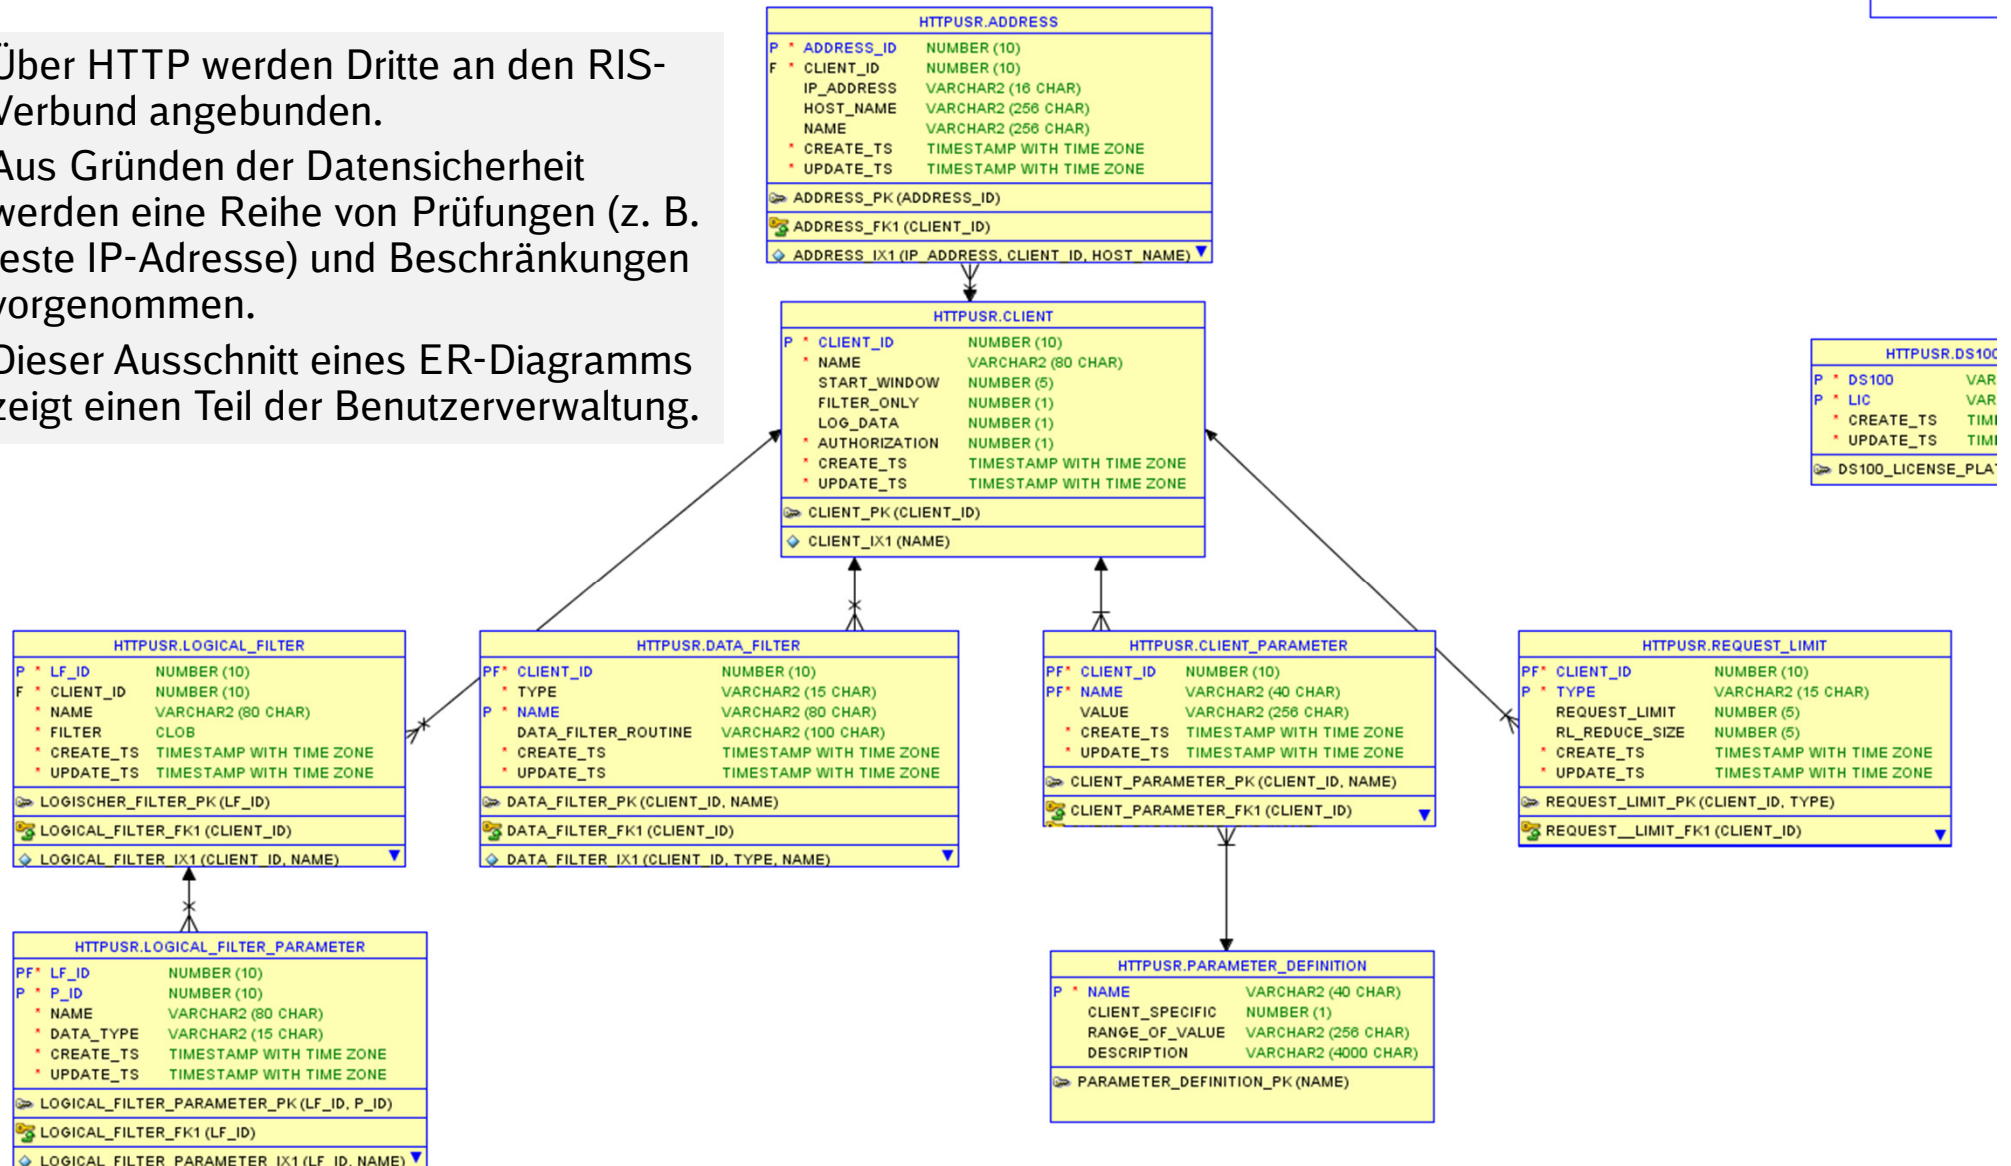 Über HTTP werden Dritte an den RIS-
Verbund angebunden.
Aus Gründen der Datensicherheit
werden eine Reihe von Prüfungen (z. B.
feste IP-Adresse) und Beschränkungen
vorgenommen.
Dieser Ausschnitt eines ER-Diagramms
zeigt einen Teil der Benutzerverwaltung.
HTTPUSR.ADDRESS
P * ADDRESS_ID NUMBER (10)
F * CLIENT_ID NUMBER (10)
IP_ADDRESS VARCHAR2 (16 CHAR)
HOST_NAME VARCHAR2 (256 CHAR)
NAME VARCHAR2 (256 CHAR)
* CREATE_TS TIMESTAMP WITH TIME ZONE
* UPDATE_TS TIMESTAMP WITH TIME ZONE
ADDRESS_PK (ADDRESS_ID)
ADDRESS_FK1 (CLIENT_ID)
ADDRESS_IX1 (IP_ADDRESS, CLIENT_ID, HOST_NAME)
HTTPUSR.CLIENT
P * CLIENT_ID NUMBER (10)
* NAME VARCHAR2 (80 CHAR)
START_WINDOW NUMBER (5)
FILTER_ONLY NUMBER (1)
LOG_DATA NUMBER (1)
* AUTHORIZATION NUMBER (1)
* CREATE_TS TIMESTAMP WITH TIME ZONE
* UPDATE_TS TIMESTAMP WITH TIME ZONE
CLIENT_PK (CLIENT_ID)
CLIENT_IX1 (NAME)
HTTPUSR.DS100
P * DS100 VAR
P * LIC VAR
* CREATE_TS TIM
* UPDATE_TS TIM
DS100_LICENSE_PLA
HTTPUSR.LOGICAL_FILTER
P * LF_ID NUMBER (10)
F * CLIENT_ID NUMBER (10)
* NAME VARCHAR2 (80 CHAR)
* FILTER CLOB
* CREATE_TS TIMESTAMP WITH TIME ZONE
* UPDATE_TS TIMESTAMP WITH TIME ZONE
LOGISCHER_FILTER_PK (LF_ID)
LOGICAL_FILTER_FK1 (CLIENT_ID)
LOGICAL_FILTER_IX1 (CLIENT_ID, NAME)
HTTPUSR.DATA_FILTER
PF* CLIENT_ID NUMBER (10)
* TYPE VARCHAR2 (15 CHAR)
P * NAME VARCHAR2 (80 CHAR)
DATA_FILTER_ROUTINE VARCHAR2 (100 CHAR)
* CREATE_TS TIMESTAMP WITH TIME ZONE
* UPDATE_TS TIMESTAMP WITH TIME ZONE
DATA_FILTER_PK (CLIENT_ID, NAME)
DATA_FILTER_FK1 (CLIENT_ID)
DATA_FILTER_IX1 (CLIENT_ID, TYPE, NAME)
HTTPUSR.CLIENT_PARAMETER
PF* CLIENT_ID NUMBER (10)
PF* NAME VARCHAR2 (40 CHAR)
VALUE VARCHAR2 (256 CHAR)
* CREATE_TS TIMESTAMP WITH TIME ZONE
* UPDATE_TS TIMESTAMP WITH TIME ZONE
CLIENT_PARAMETER_PK (CLIENT_ID, NAME)
CLIENT_PARAMETER_FK1 (CLIENT_ID)
HTTPUSR.REQUEST_LIMIT
PF* CLIENT_ID NUMBER (10)
P * TYPE VARCHAR2 (15 CHAR)
REQUEST_LIMIT NUMBER (5)
RL_REDUCE_SIZE NUMBER (5)
* CREATE_TS TIMESTAMP WITH TIME ZONE
* UPDATE_TS TIMESTAMP WITH TIME ZONE
REQUEST_LIMIT_PK (CLIENT_ID, TYPE)
REQUEST__LIMIT_FK1 (CLIENT_ID)
HTTPUSR.LOGICAL_FILTER_PARAMETER
PF* LF_ID NUMBER (10)
P * P_ID NUMBER (10)
* NAME VARCHAR2 (80 CHAR)
* DATA_TYPE VARCHAR2 (15 CHAR)
* CREATE_TS TIMESTAMP WITH TIME ZONE
* UPDATE_TS TIMESTAMP WITH TIME ZONE
LOGICAL_FILTER_PARAMETER_PK (LF_ID, P_ID)
LOGICAL_FILTER_FK1 (LF_ID)
LOGICAL_FILTER_PARAMETER_IX1 (LF_ID, NAME)
HTTPUSR.PARAMETER_DEFINITION
P * NAME VARCHAR2 (40 CHAR)
CLIENT_SPECIFIC NUMBER (1)
RANGE_OF_VALUE VARCHAR2 (256 CHAR)
DESCRIPTION VARCHAR2 (4000 CHAR)
PARAMETER_DEFINITION_PK (NAME)